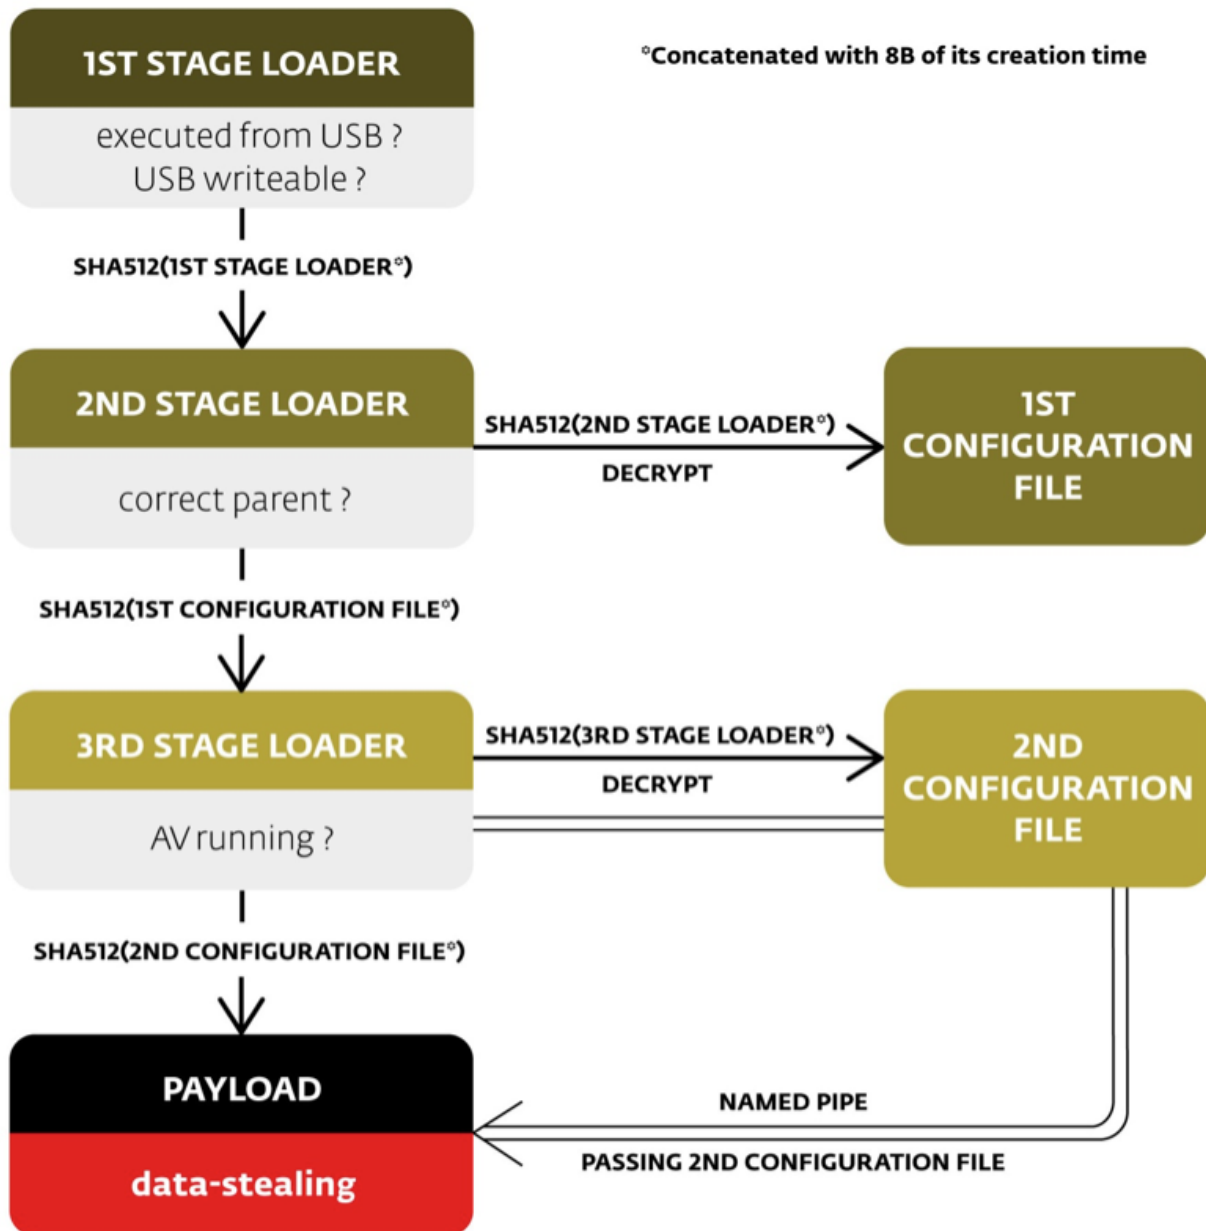 1ST STAGE LOADER
*Concatenated with 8B of its creation time
executed from USB ?
USB writeable ?
SHA512(1ST STAGE LOADER*)
2ND STAGE LOADER
correct parent ?
SHA512(2ND STAGE LOADER*)
DECRYPT
1ST
CONFIGURATION
FILE
SHA512(1ST CONFIGURATION FILE*)
3RD STAGE LOADER
AV running ?
SHA512(3RD STAGE LOADER*)
DECRYPT
2ND
CONFIGURATION
FILE
SHA512(2ND CONFIGURATION FILE*)
PAYLOAD
data-stealing
NAMED PIPE
PASSING 2ND CONFIGURATION FILE